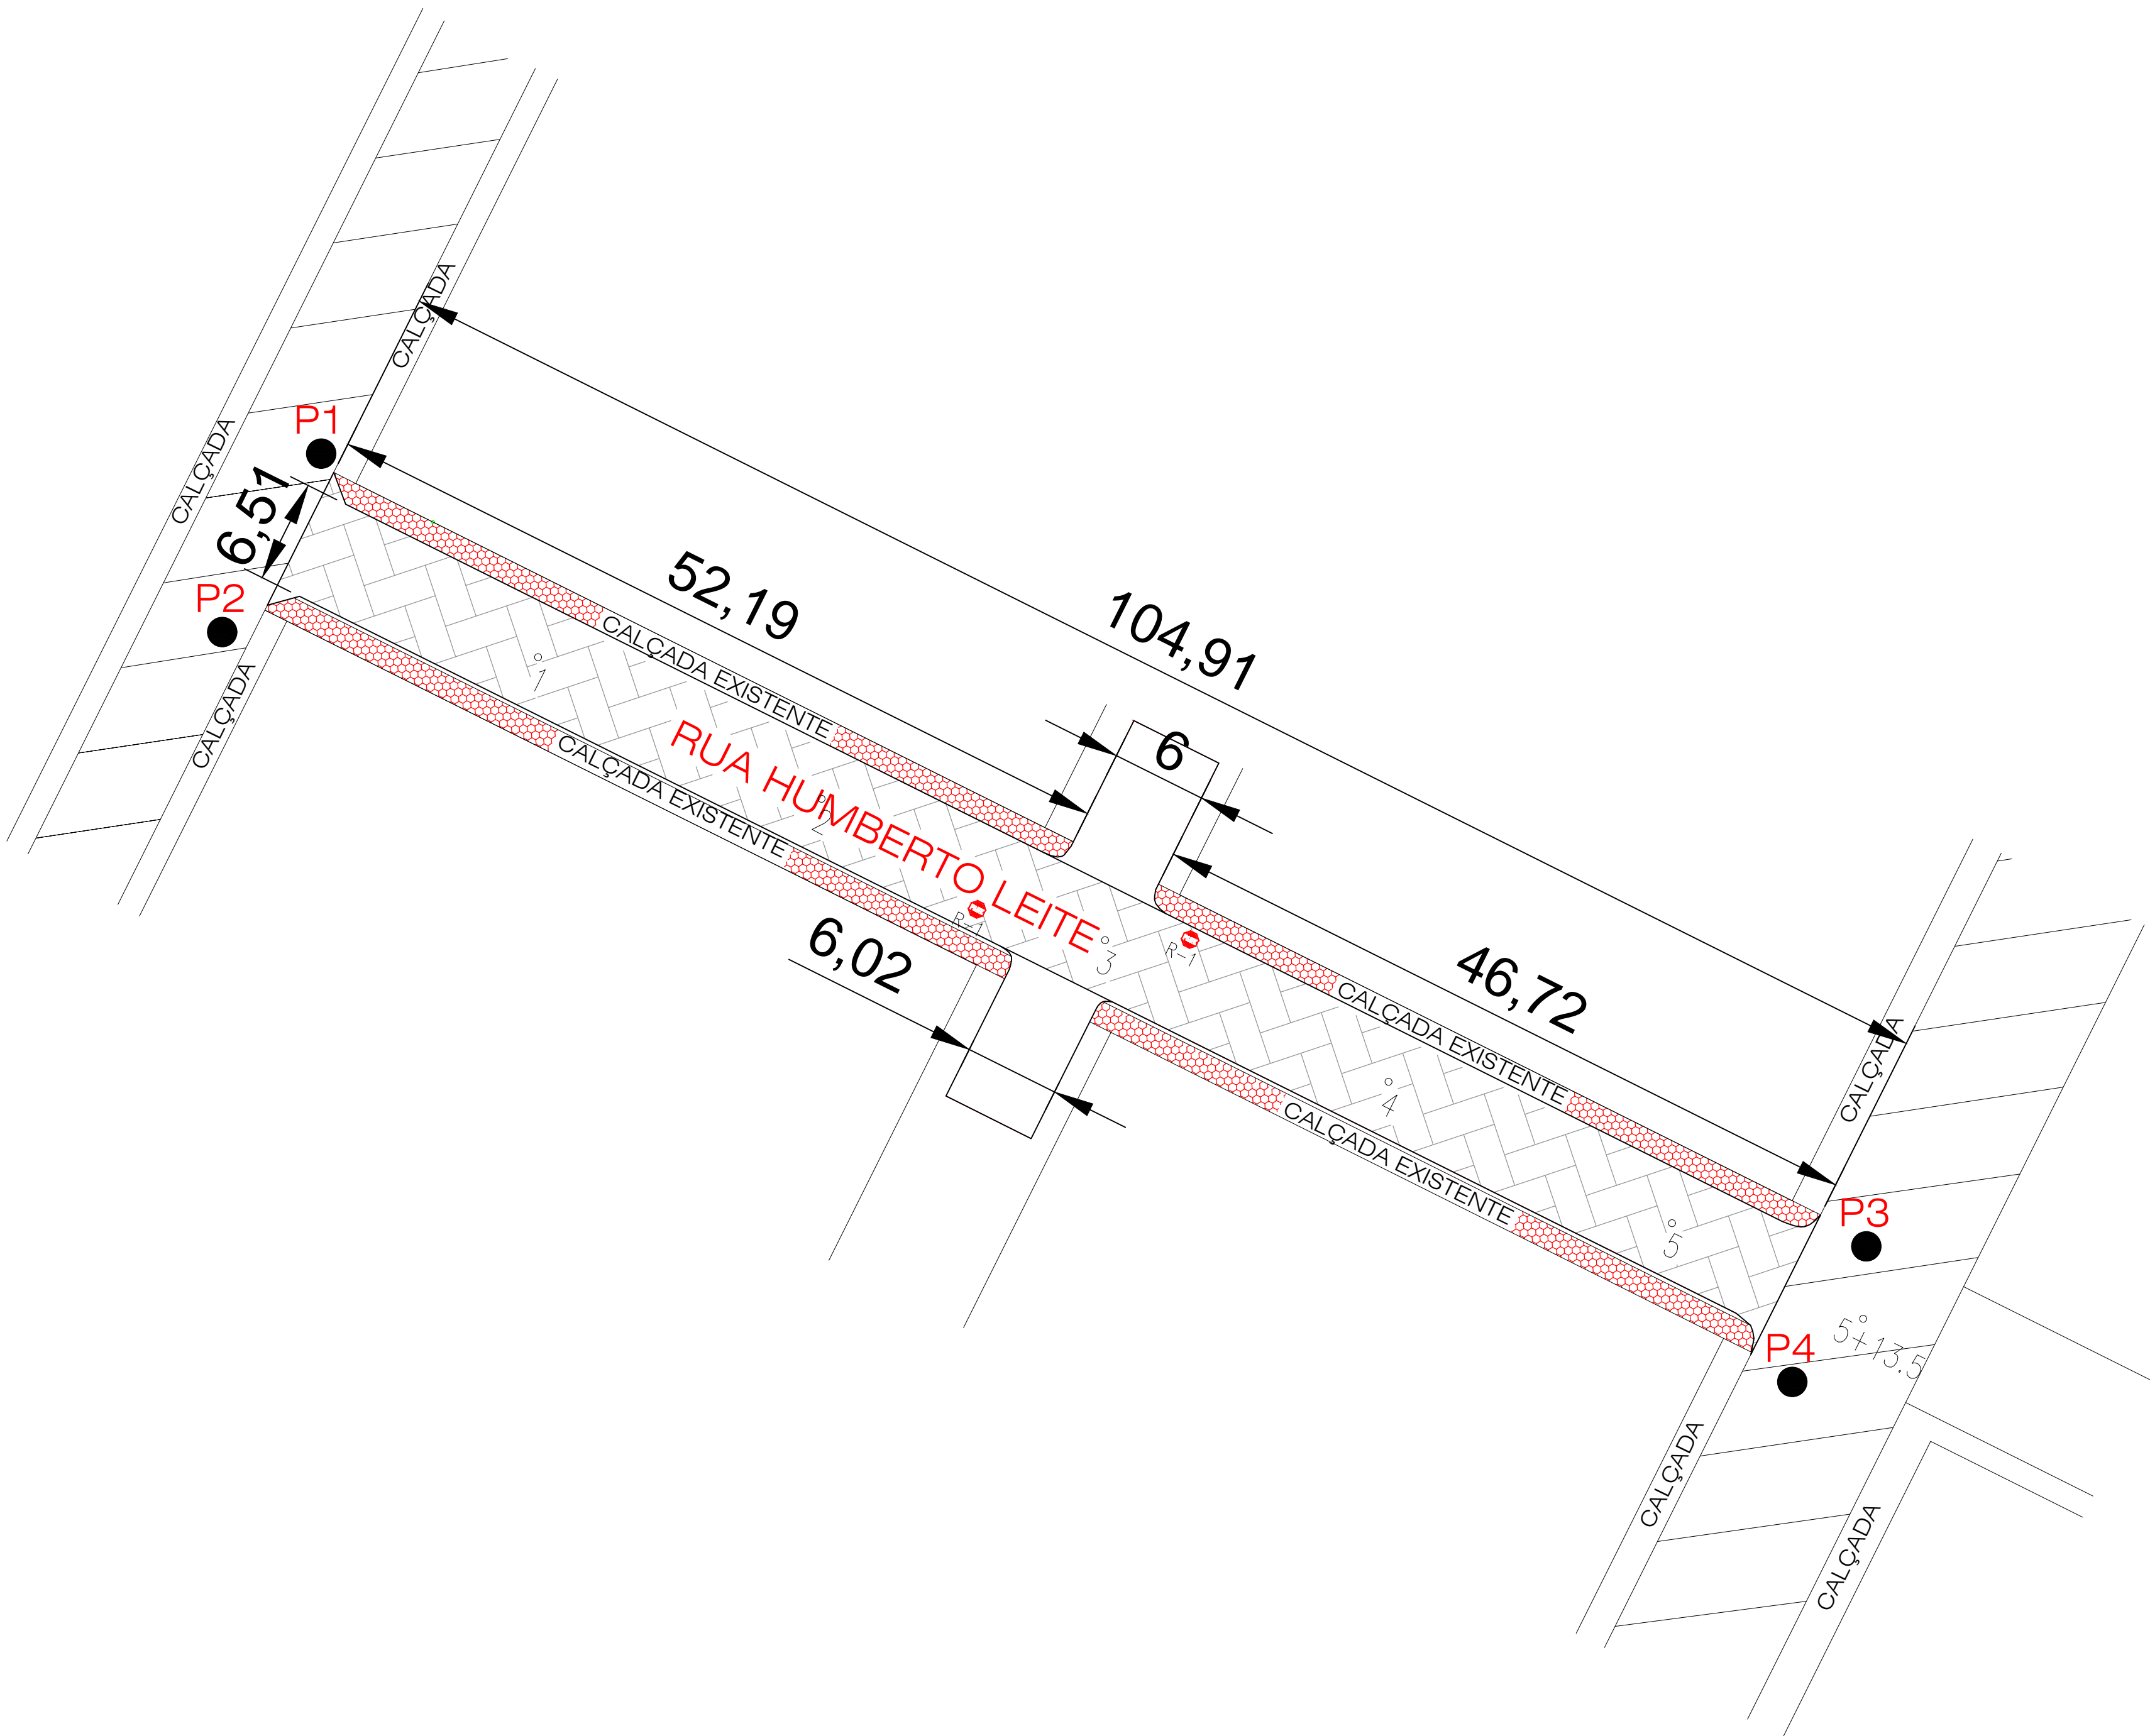 CALÇADA
CALÇADA
P1
6,51
P2
CALÇADA
52,19
104,91
6
CALÇADA EXISTENTE
CALÇADA EXISTENTE
1
RUA HUMBERTO LEITE
2
R-1
3
R-1
6,02
46,72
CALÇADA EXISTENTE
CALÇADA EXISTENTE
4
5
CALÇADA
P3
P4
5+13.5
CALÇADA
CALÇADA